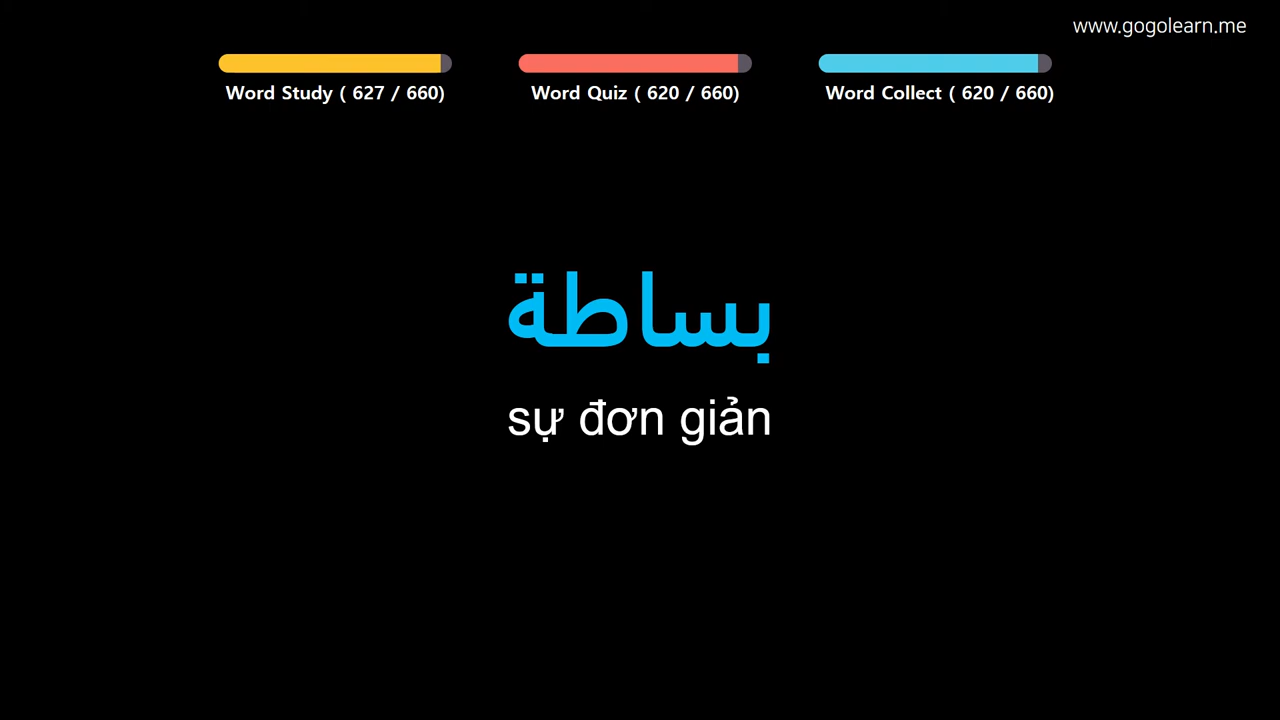 www.gogolearn.me
Word Study ( 627 / 660)
Word Quiz ( 620 / 660)
Word Collect ( 620 / 660)
بساطة
sự đơn giản